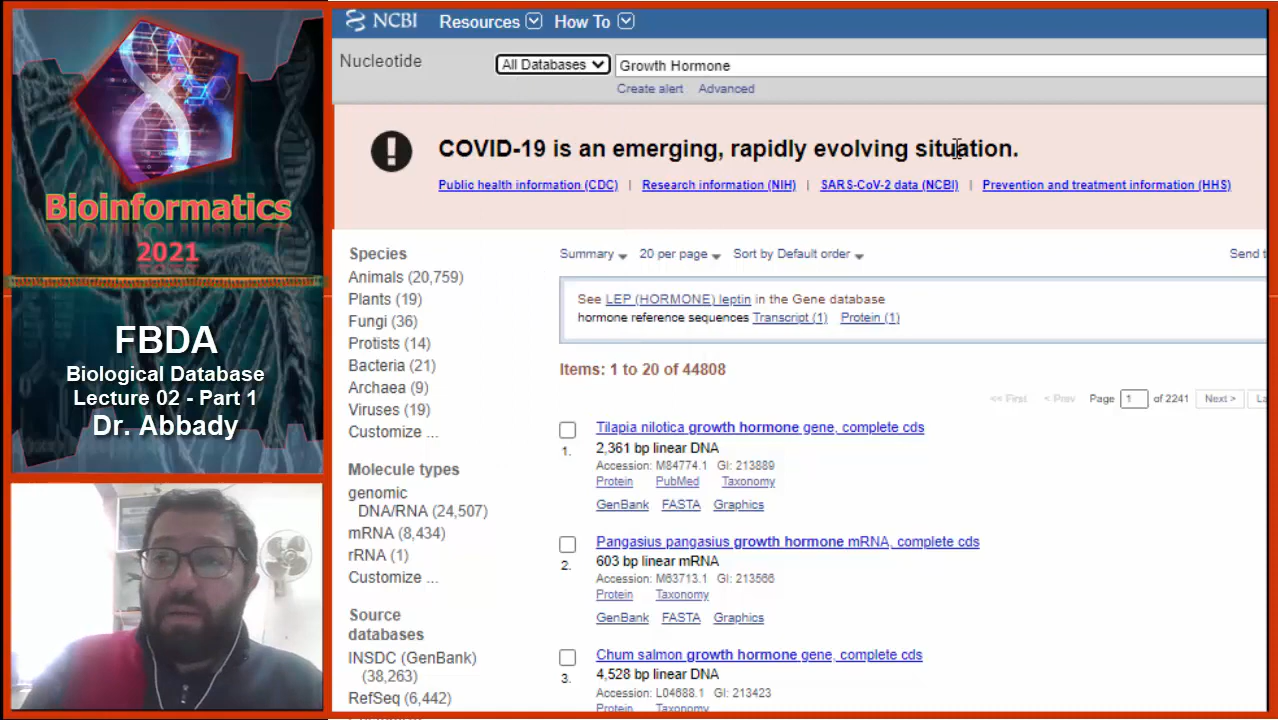 Bioinformatics
2021
FBDA
Biological Database
Lecture 02 - Part 1
Dr. Abbady
NCBI Resources How To
Nucleotide All Databases Growth Hormone
Create alert Advanced
COVID-19 is an emerging, rapidly evolving situation.
Public health information (CDC) | Research information (NIH) | SARS-CoV-2 data (NCBI) | Prevention and treatment information (HHS)
Species
Animals (20,759)
Plants (19)
Fungi (36)
Protists (14)
Bacteria (21)
Archaea (9)
Viruses (19)
Customize ...
Molecule types
genomic
DNA/RNA (24,507)
mRNA (8,434)
rRNA (1)
Customize ...
Source
databases
INSDC (GenBank)
(38,263)
RefSeq (6,442)
Summary 20 per page Sort by Default order Send t
See LEP (HORMONE) leptin in the Gene database
hormone reference sequences Transcript (1) Protein (1)
Items: 1 to 20 of 44808
<< First < Prev Page 1 of 2241 Next > La
Tilapia nilotica growth hormone gene, complete cds
1. 2,361 bp linear DNA
Accession: M84774.1 GI: 213889
Protein PubMed Taxonomy
GenBank FASTA Graphics
Pangasius pangasius growth hormone mRNA, complete cds
2. 603 bp linear mRNA
Accession: M63713.1 GI: 213566
Protein Taxonomy
GenBank FASTA Graphics
Chum salmon growth hormone gene, complete cds
3. 4,528 bp linear DNA
Accession: L04688.1 GI: 213423
Protein Taxonomy